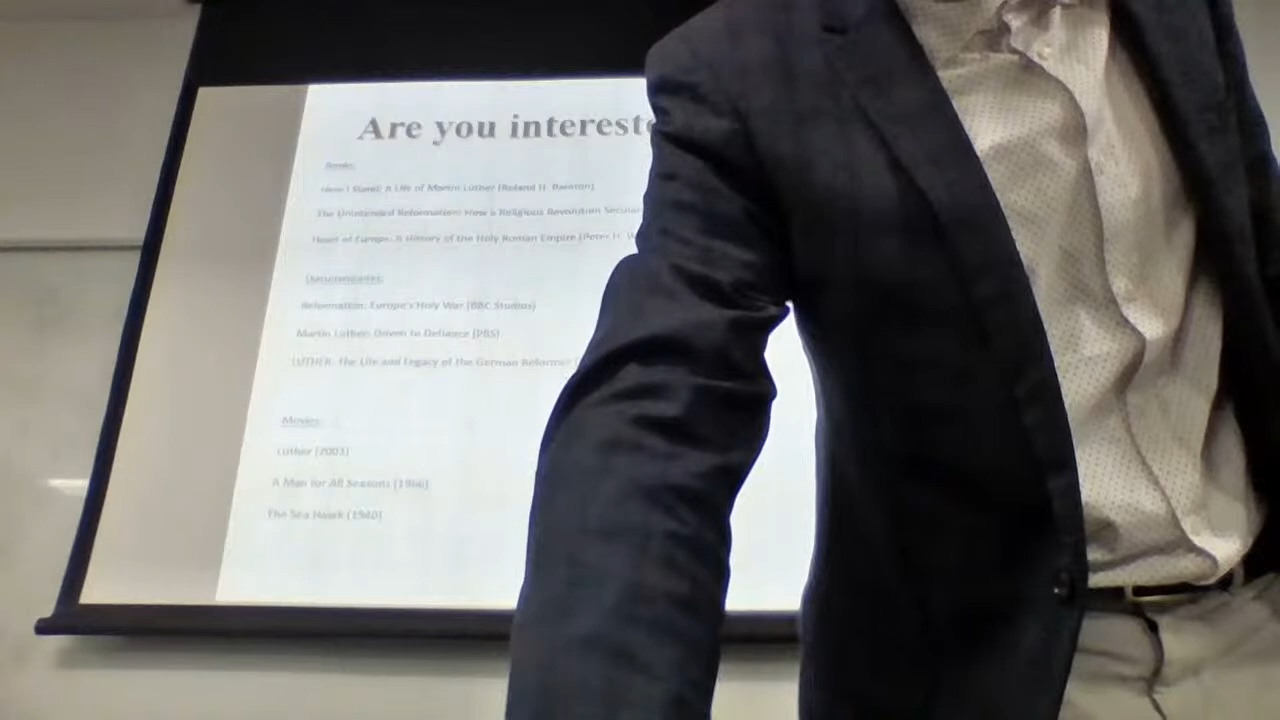 Are you intereste
Books:
Here I Stand: A Life of Martin Luther (Roland H. Bainton)
The Unintended Reformation: How a Religious Revolution Secular
Heart of Europe: A History of the Holy Roman Empire (Peter H. W
Documentaries:
Reformation: Europe's Holy War (BBC Studios)
Martin Luther: Driven to Defiance (PBS)
LUTHER: The Life and Legacy of the German Reformer
Movies:
Luther (2003)
A Man for All Seasons (1966)
The Sea Hawk (1940)